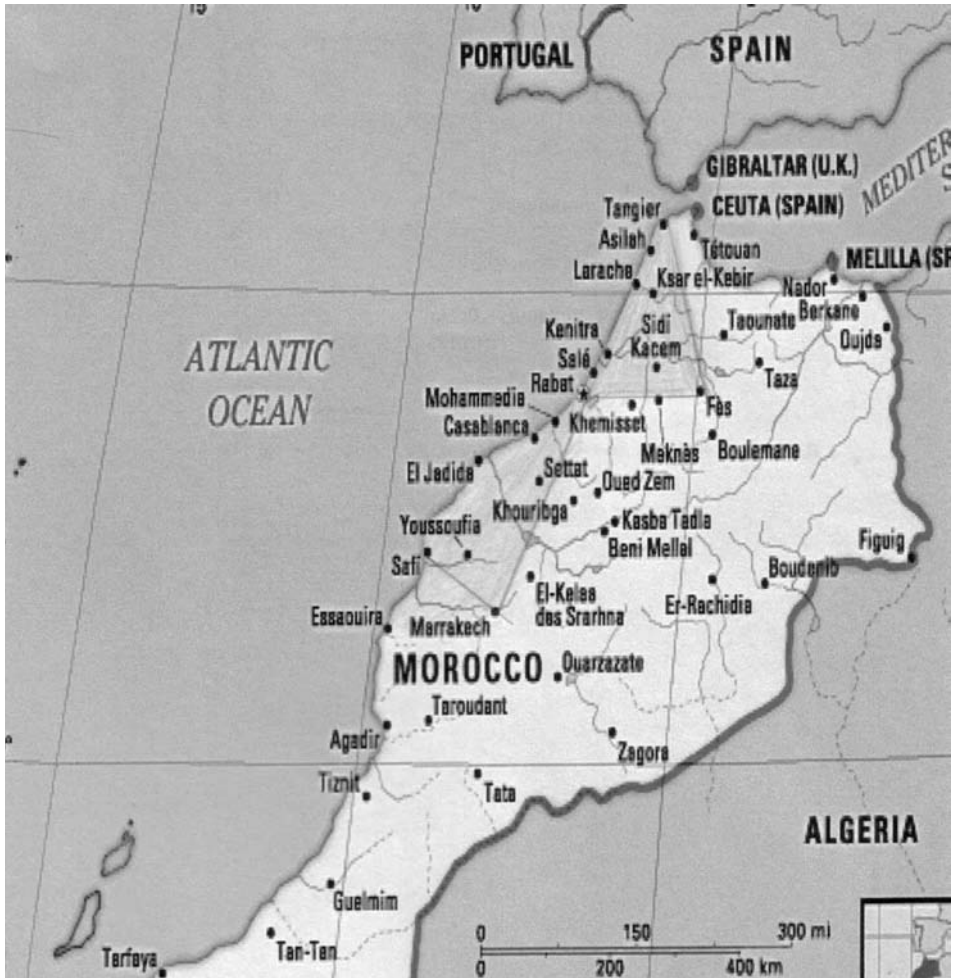 15
10
PORTUGAL
SPAIN
GIBRALTAR (U.K.)
MEDITER
S
CEUTA (SPAIN)
Tangier
Asilah
Tétouan
MELILLA (SP
Larache
Ksar el-Kebir
Nador
Berkane
Oujda
Taounate
Sidi
Kacem
Kenitra
Salé
Taza
Rabat
ATLANTIC
OCEAN
Mohammedia
Casablanca
Khemisset
Fès
Meknès
Boulemane
El Jadida
Settat
Oued Zem
Khouribga
Youssoufia
Kasba Tadla
Beni Mellal
Figuig
Safi
Boudenib
El-Kelaa
des Srarhna
Er-Rachidia
Essaouira
Marrakech
MOROCCO
Ouarzazate
Taroudant
Agadir
Zagora
Tiznit
Tata
ALGERIA
Guelmim
Tan-Tan
Tarfaya
0 150 300 mi
0 200 400 km